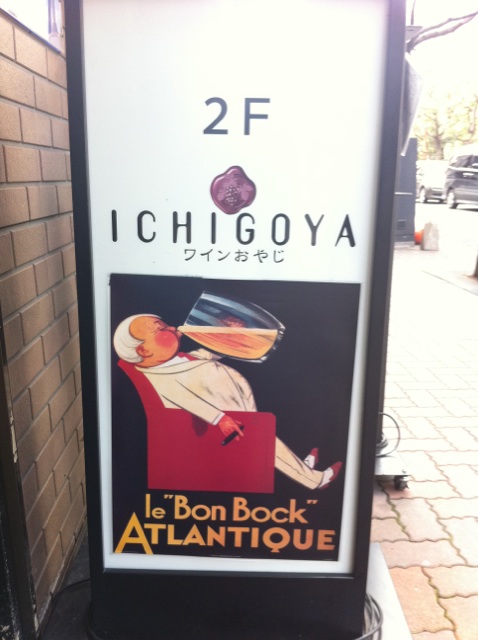 2F
ICHIGOYA
ワインおやじ
le "Bon Bock"
ATLANTIQUE